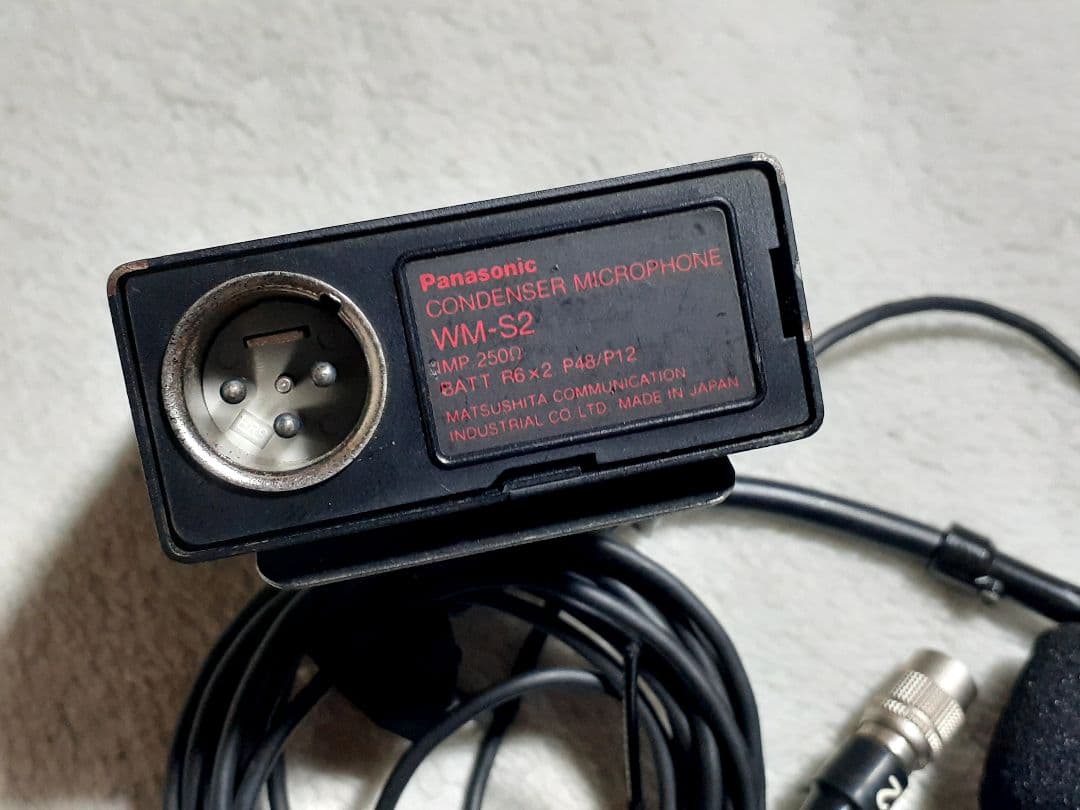 Panasonic
CONDENSER MICROPHONE
WM-S2
IMP 250Ω
BATT R6×2 P48/P12
MATSUSHITA COMMUNICATION
INDUSTRIAL CO. LTD. MADE IN JAPAN